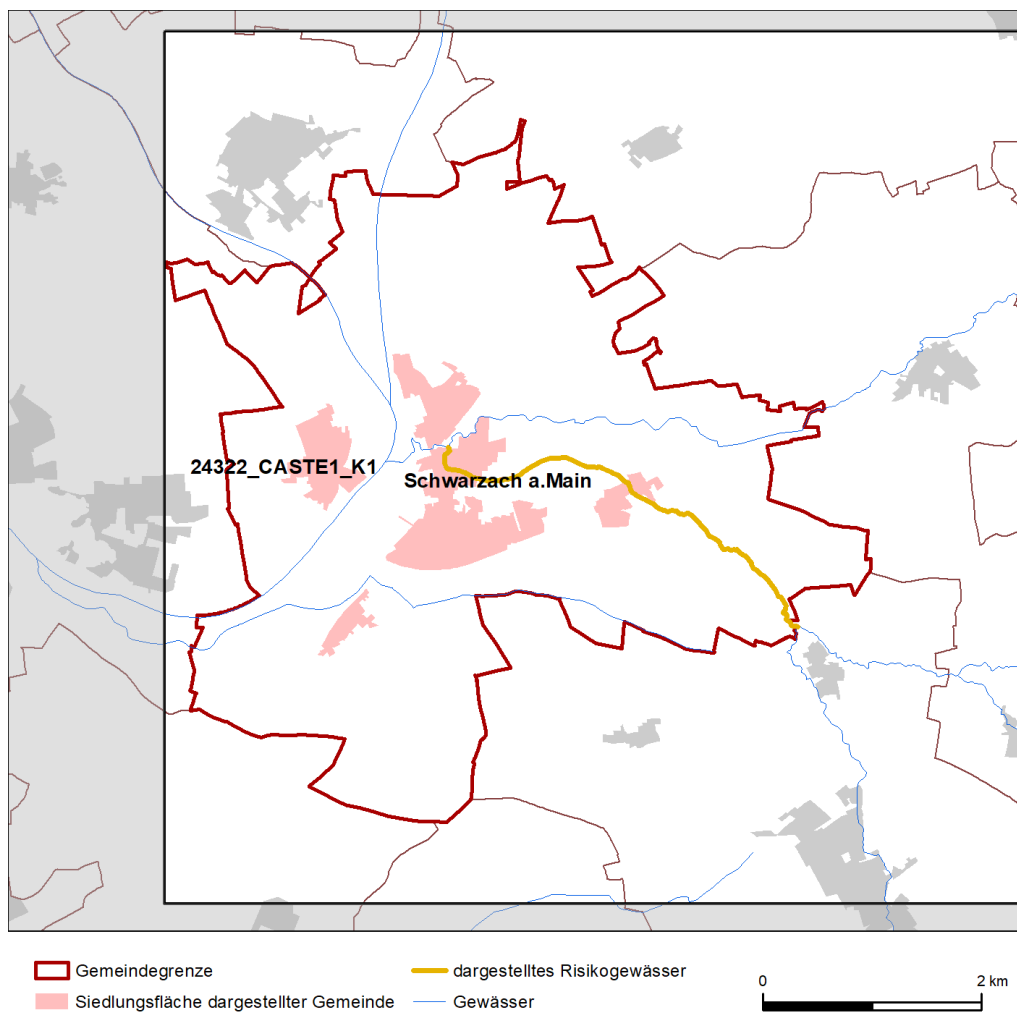 24322_CASTE1_K1
Schwarzach a.Main
Gemeindegrenze
dargestelltes Risikogewässer
Siedlungsfläche dargestellter Gemeinde
Gewässer
0
2 km